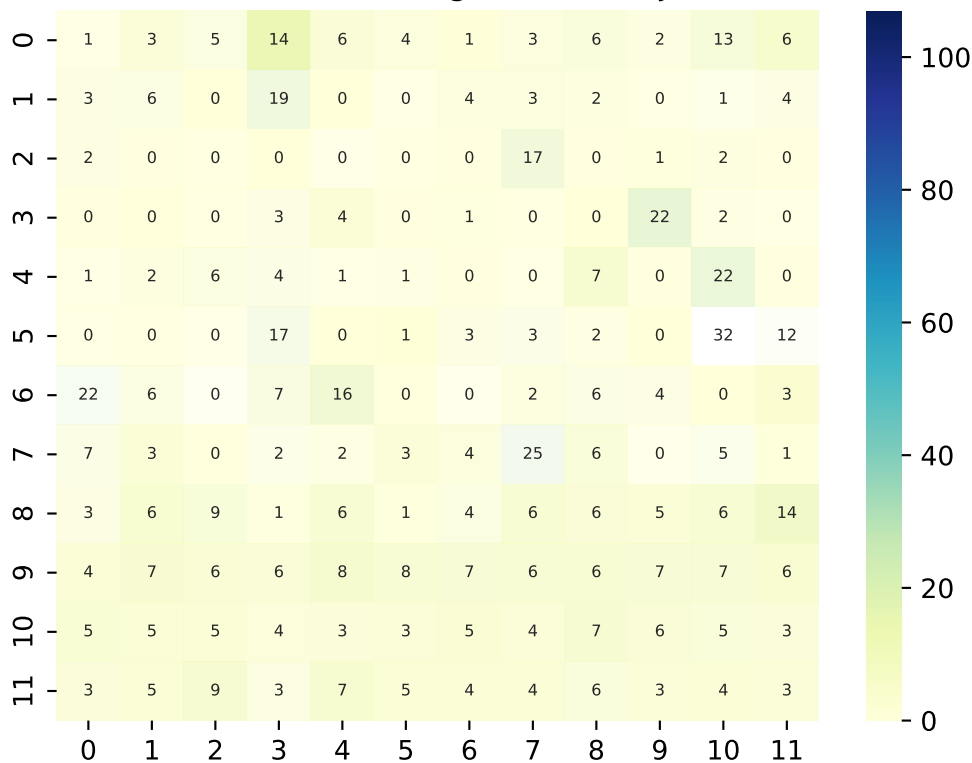 0 1 3 5 14 6 4 1 3 6 2 13 6
1 3 6 0 19 0 0 4 3 2 0 1 4
2 2 0 0 0 0 0 0 17 0 1 2 0
3 0 0 0 3 4 0 1 0 0 22 2 0
4 1 2 6 4 1 1 0 0 7 0 22 0
5 0 0 0 17 0 1 3 3 2 0 32 12
6 22 6 0 7 16 0 0 2 6 4 0 3
7 7 3 0 2 2 3 4 25 6 0 5 1
8 3 6 9 1 6 1 4 6 6 5 6 14
9 4 7 6 6 8 8 7 6 6 7 7 6
10 5 5 5 4 3 3 5 4 7 6 5 3
11 3 5 9 3 7 5 4 4 6 3 4 3
0 1 2 3 4 5 6 7 8 9 10 11
100
80
60
40
20
0